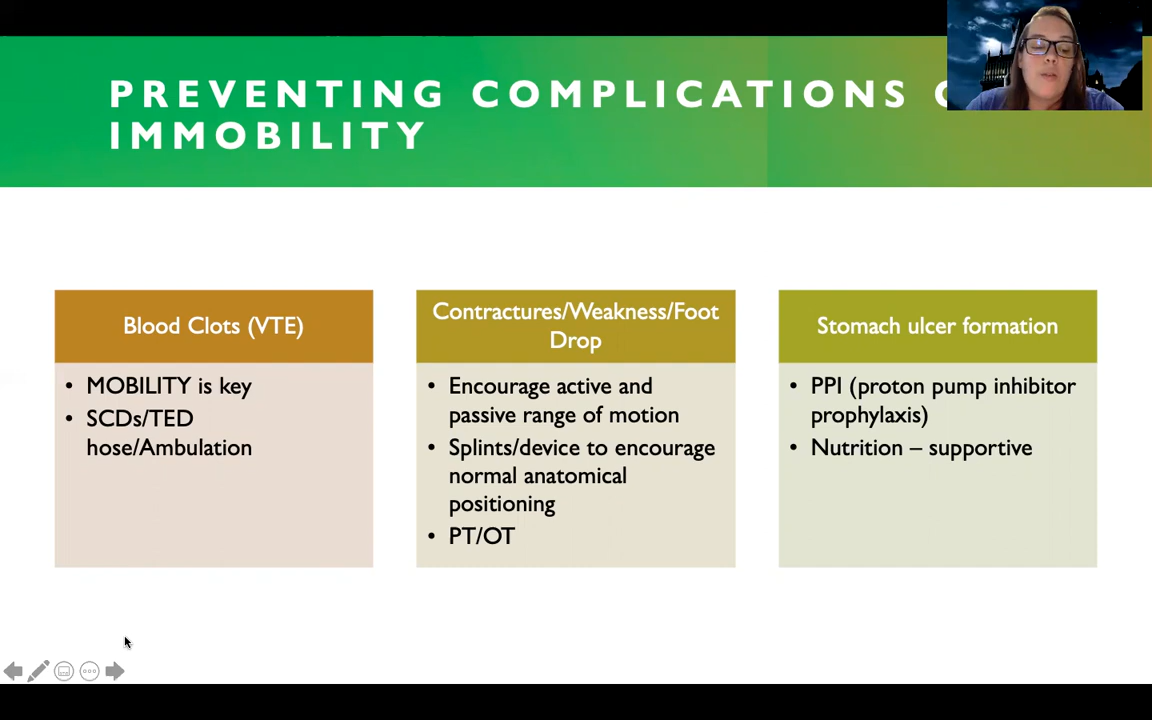 PREVENTING COMPLICATIONS
IMMOBILITY
Blood Clots (VTE)
• MOBILITY is key
• SCDs/TED
hose/Ambulation
Contractures/Weakness/Foot
Drop
• Encourage active and
passive range of motion
• Splints/device to encourage
normal anatomical
positioning
• PT/OT
Stomach ulcer formation
• PPI (proton pump inhibitor
prophylaxis)
• Nutrition – supportive